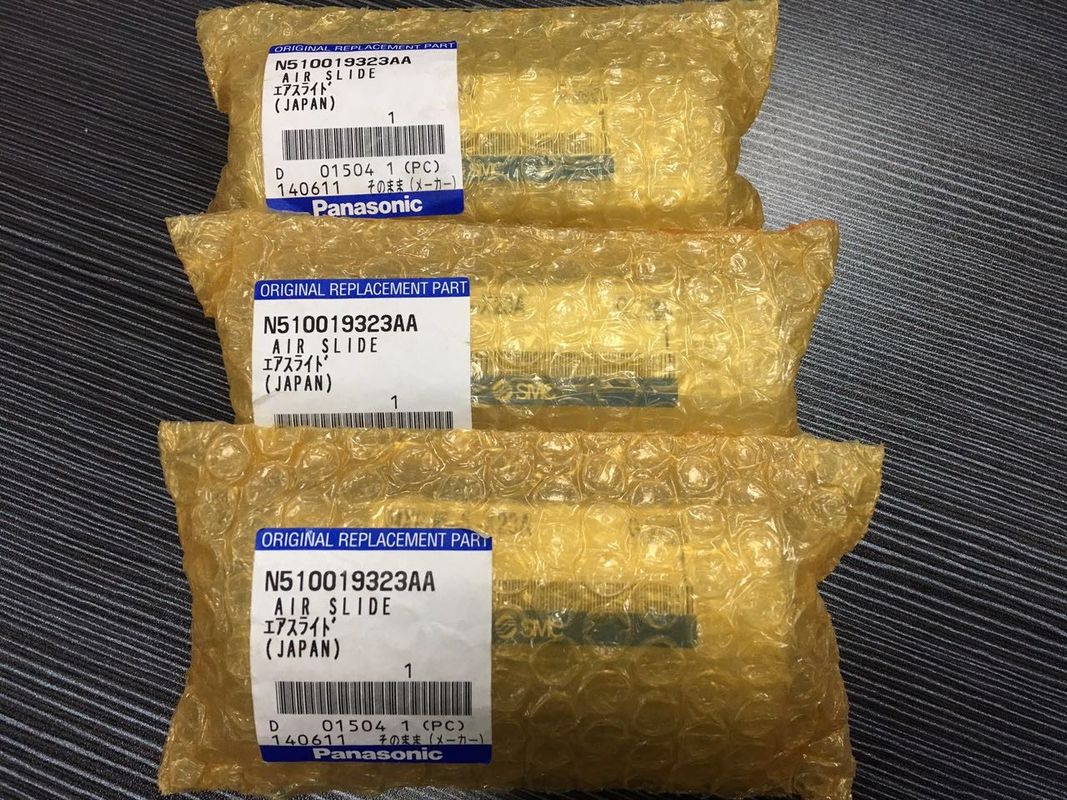 ORIGINAL REPLACEMENT PART
N510019323AA
AIR SLIDE
ｴｱｽﾗｲﾄﾞ
(JAPAN)
1
D 01504 1 (PC)
140611 そのまま(メーカー)
Panasonic
SMC
ORIGINAL REPLACEMENT PART
N510019323AA
AIR SLIDE
ｴｱｽﾗｲﾄﾞ
(JAPAN)
1
SMC
ORIGINAL REPLACEMENT PART
N510019323AA
AIR SLIDE
ｴｱｽﾗｲﾄﾞ
(JAPAN)
1
SMC
D 01504 1 (PC)
140611 そのまま(メーカー)
Panasonic